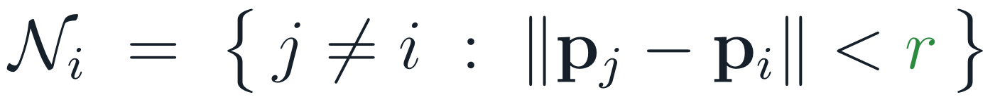 𝒩ᵢ = { j ≠ i : ‖𝐩ⱼ − 𝐩ᵢ‖ < r }